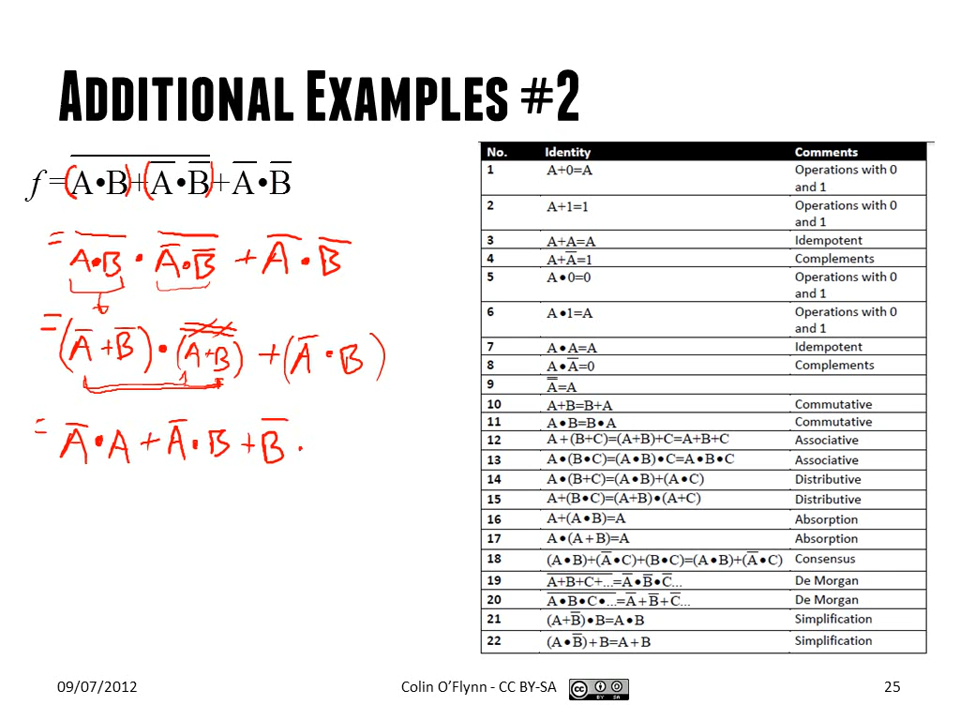 ADDITIONAL EXAMPLES #2
f=(A̅•̅B̅)̅+̅(̅A̿•̅B̿)+A̅•B̅
= A̅•̅B̅ • A̿•̅B̿ + A̅ • B̅
= (A̅+B̅) • (A+B) + (A̅ • B)
= A̅ • A + A̅ • B + B̅ •
No. Identity Comments
1 A+0=A Operations with 0
and 1
2 A+1=1 Operations with 0
and 1
3 A+A=A Idempotent
4 A+A̅=1 Complements
5 A•0=0 Operations with 0
and 1
6 A•1=A Operations with 0
and 1
7 A•A=A Idempotent
8 A•A̅=0 Complements
9 A̿=A
10 A+B=B+A Commutative
11 A•B=B•A Commutative
12 A+(B+C)=(A+B)+C=A+B+C Associative
13 A•(B•C)=(A•B)•C=A•B•C Associative
14 A•(B+C)=(A•B)+(A•C) Distributive
15 A+(B•C)=(A+B)•(A+C) Distributive
16 A+(A•B)=A Absorption
17 A•(A+B)=A Absorption
18 (A•B)+(A̅•C)+(B•C)=(A•B)+(A̅•C) Consensus
19 A̅+̅B̅+̅C̅+̅.̅.̅.̅=A̅•B̅•C̅... De Morgan
20 A̅•̅B̅•̅C̅•̅.̅.̅.̅=A̅+B̅+C̅... De Morgan
21 (A+B̅)•B=A•B Simplification
22 (A•B̅)+B=A+B Simplification
09/07/2012 Colin O'Flynn - CC BY-SA cc BY SA 25